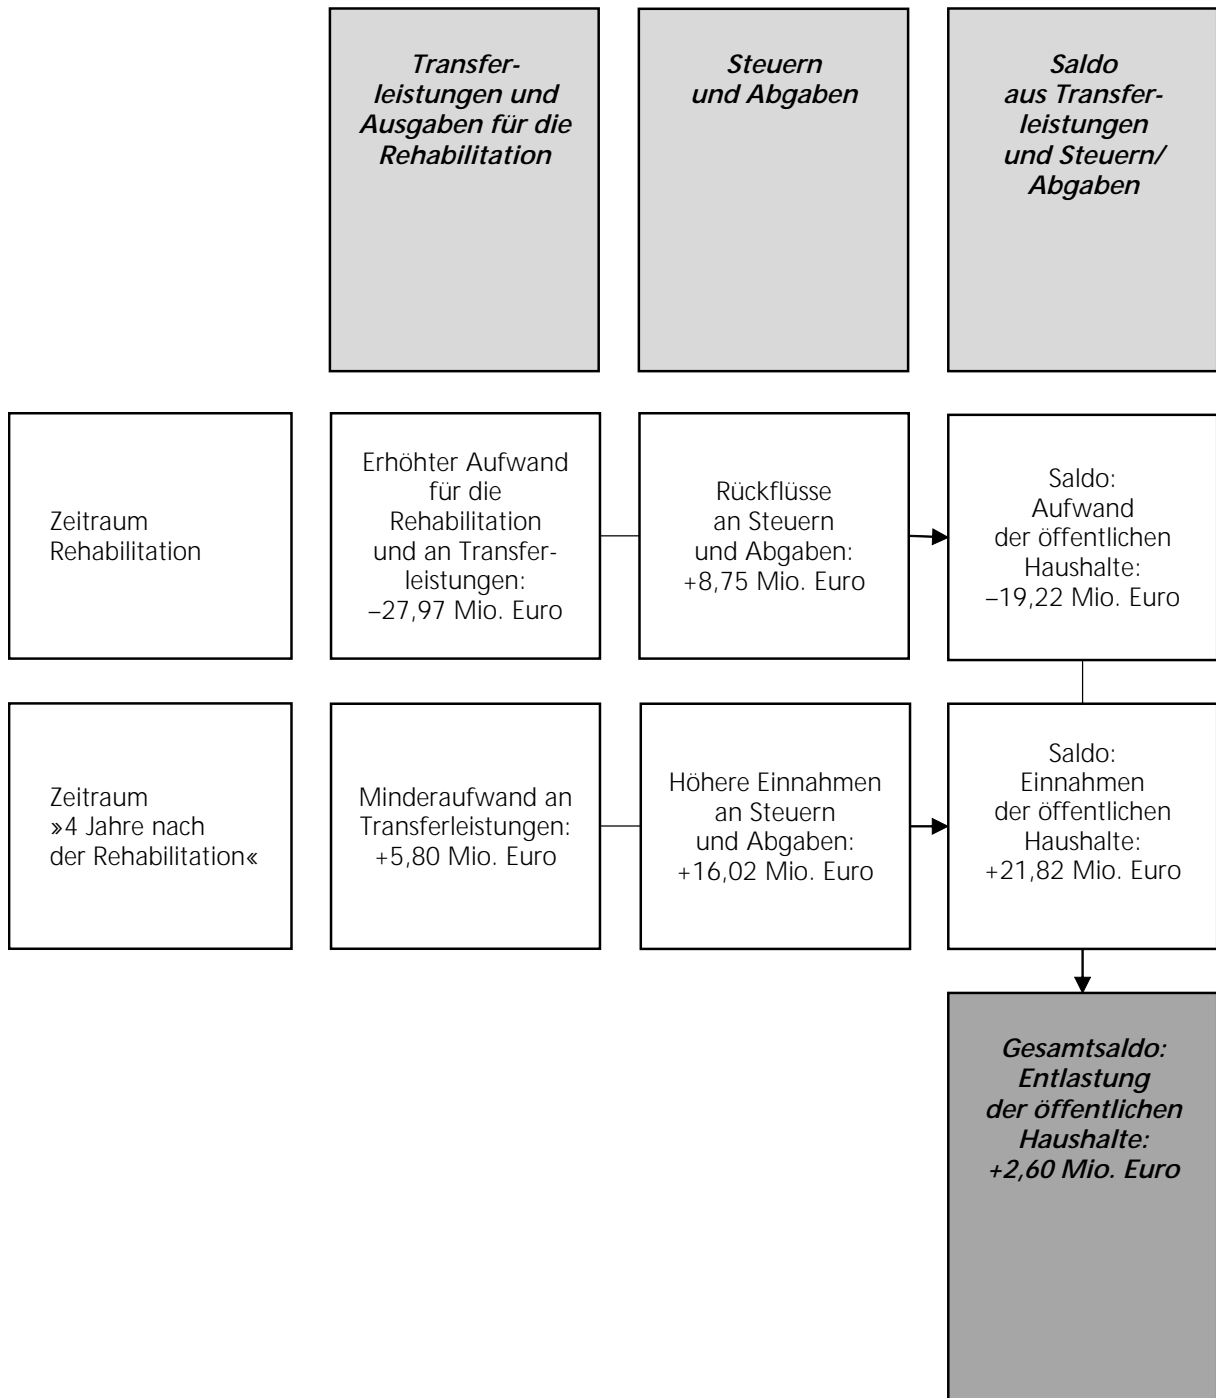 Transfer-
leistungen und
Ausgaben für die
Rehabilitation
Steuern
und Abgaben
Saldo
aus Transfer-
leistungen
und Steuern/
Abgaben
Zeitraum
Rehabilitation
Erhöhter Aufwand
für die
Rehabilitation
und an Transfer-
leistungen:
–27,97 Mio. Euro
Rückflüsse
an Steuern
und Abgaben:
+8,75 Mio. Euro
Saldo:
Aufwand
der öffentlichen
Haushalte:
–19,22 Mio. Euro
Zeitraum
»4 Jahre nach
der Rehabilitation«
Minderaufwand an
Transferleistungen:
+5,80 Mio. Euro
Höhere Einnahmen
an Steuern
und Abgaben:
+16,02 Mio. Euro
Saldo:
Einnahmen
der öffentlichen
Haushalte:
+21,82 Mio. Euro
Gesamtsaldo:
Entlastung
der öffentlichen
Haushalte:
+2,60 Mio. Euro